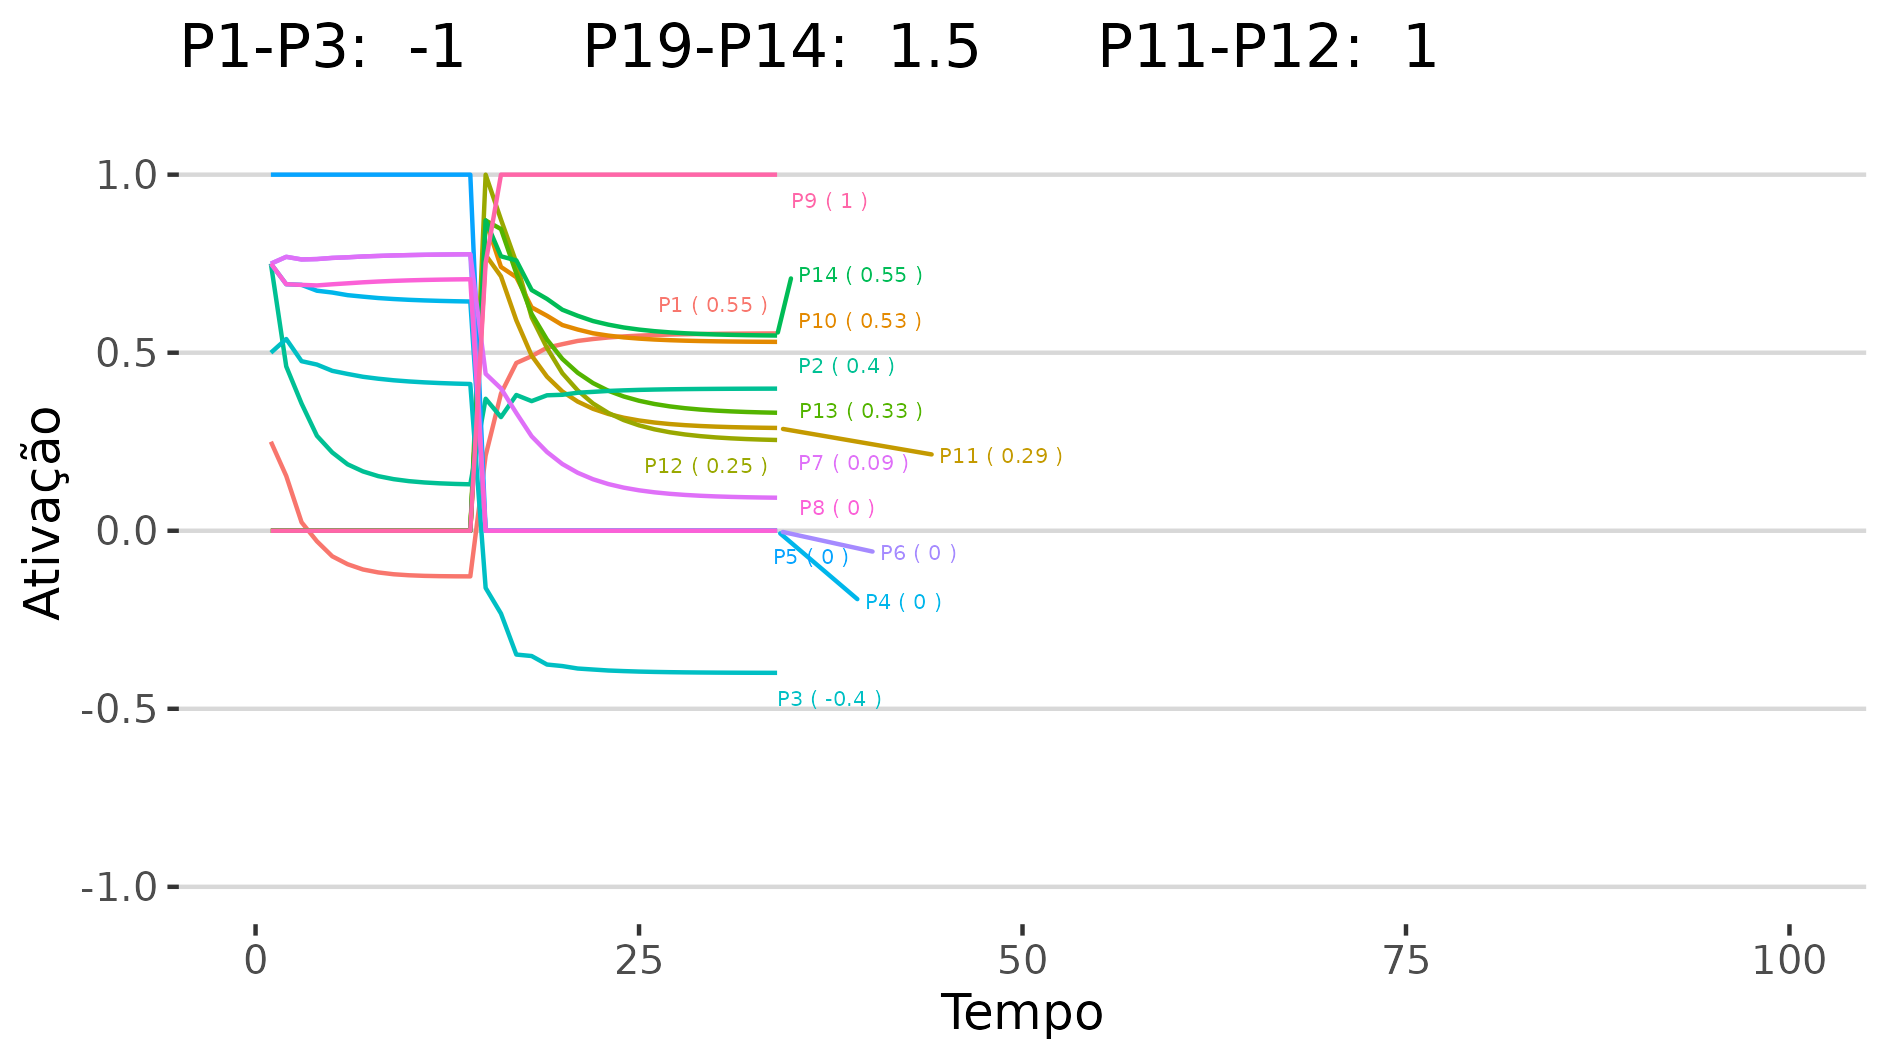 P1-P3:  -1      P19-P14:  1.5      P11-P12:  1
1.0
0.5
0.0
-0.5
-1.0
Ativação
P9 ( 1 )
P14 ( 0.55 )
P1 ( 0.55 )
P10 ( 0.53 )
P2 ( 0.4 )
P13 ( 0.33 )
P11 ( 0.29 )
P12 ( 0.25 )
P7 ( 0.09 )
P8 ( 0 )
P5 ( 0 )
P6 ( 0 )
P4 ( 0 )
P3 ( -0.4 )
0 25 50 75 100
Tempo